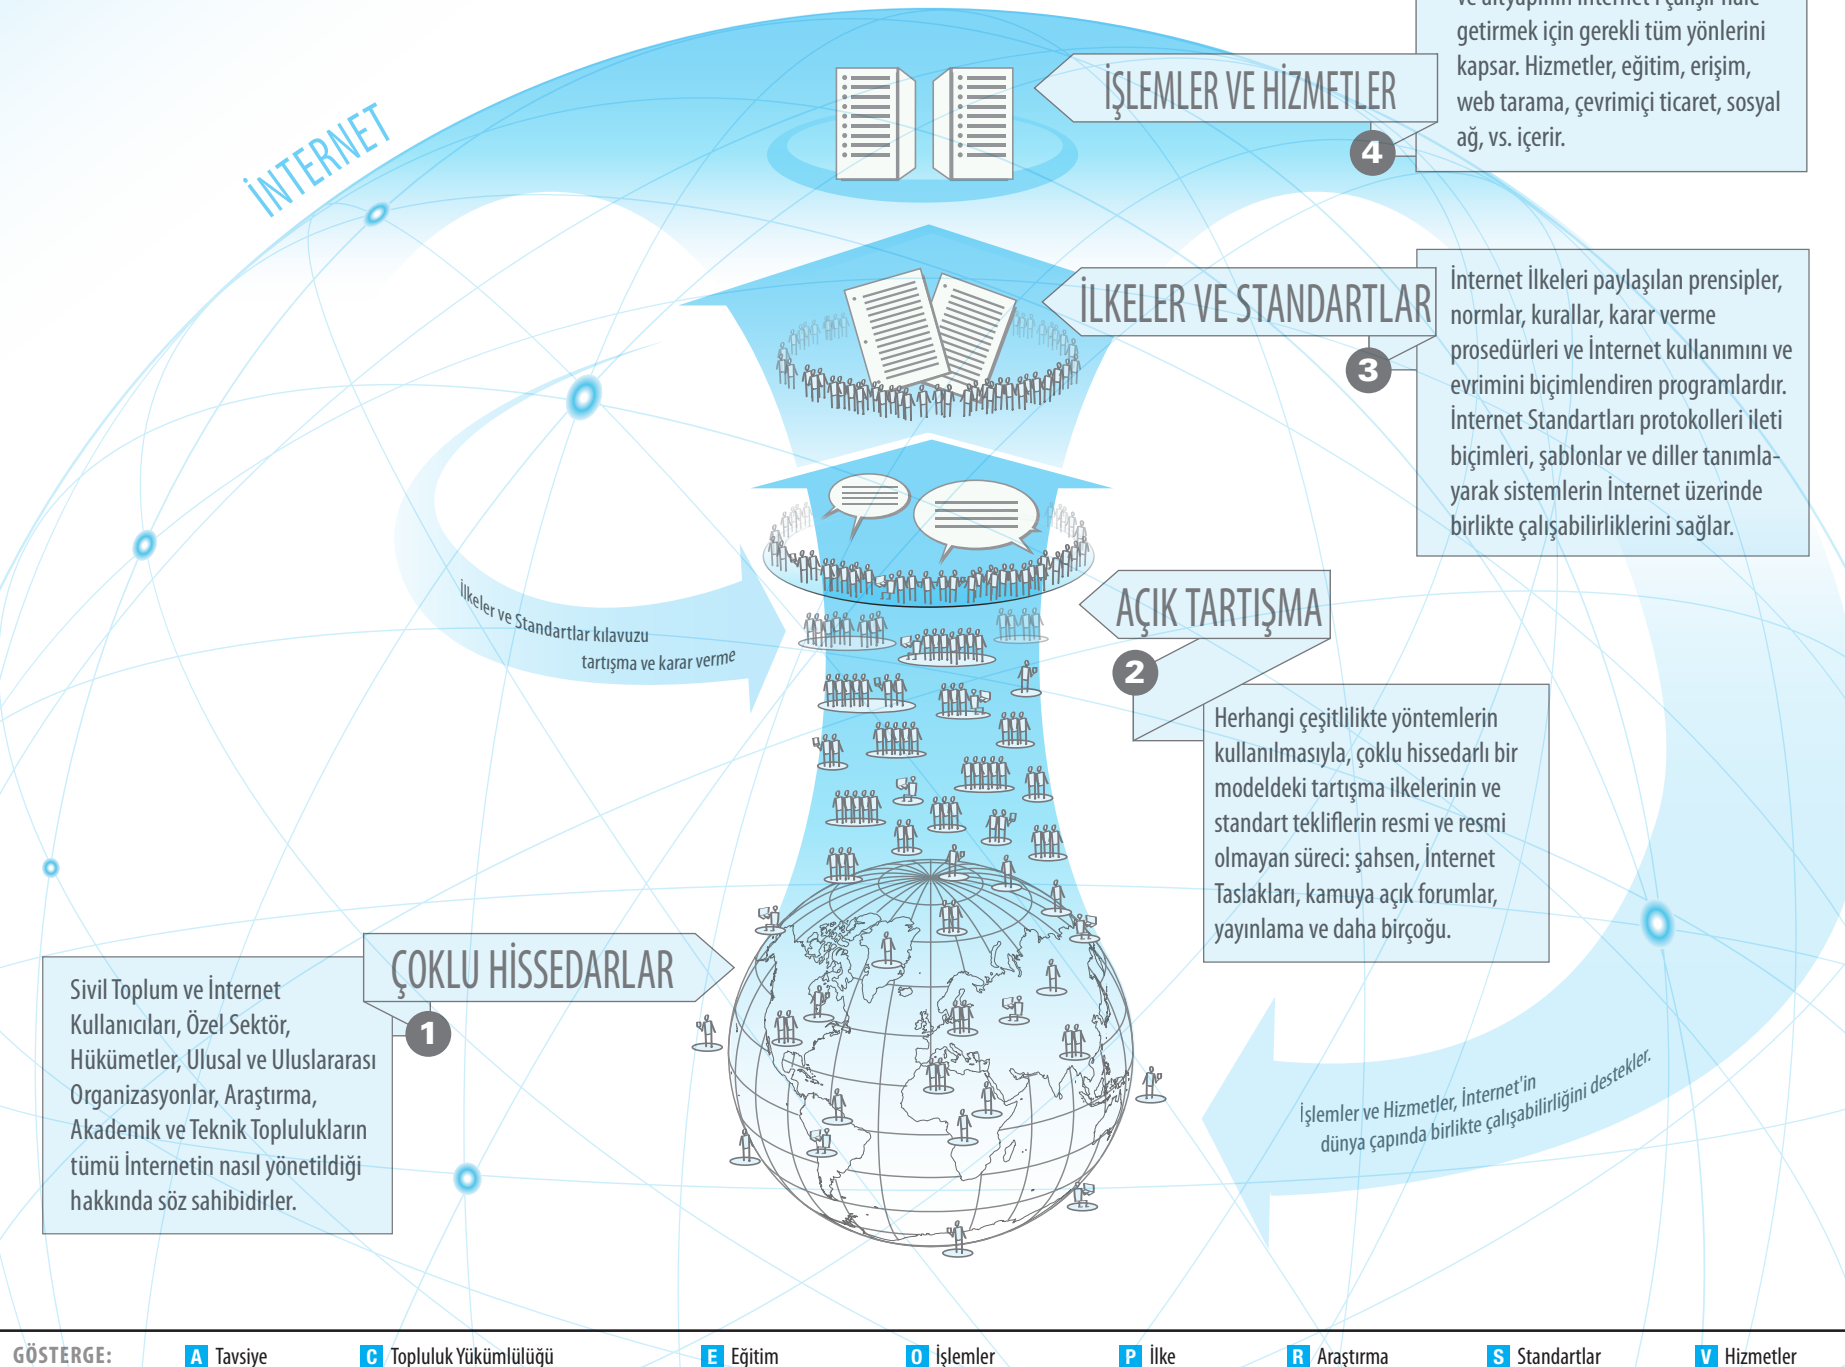 ve altyapının İnternet'i çalışır hale
getirmek için gerekli tüm yönlerini
kapsar. Hizmetler, eğitim, erişim,
web tarama, çevrimiçi ticaret, sosyal
ağ, vs. içerir.
İŞLEMLER VE HİZMETLER
4
İNTERNET
İLKELER VE STANDARTLAR
3
İnternet İlkeleri paylaşılan prensipler,
normlar, kurallar, karar verme
prosedürleri ve İnternet kullanımını ve
evrimini biçimlendiren programlardır.
İnternet Standartları protokolleri ileti
biçimleri, şablonlar ve diller tanımla-
yarak sistemlerin İnternet üzerinde
birlikte çalışabilirliklerini sağlar.
İlkeler ve Standartlar kılavuzu
tartışma ve karar verme
AÇIK TARTIŞMA
2
Herhangi çeşitlilikte yöntemlerin
kullanılmasıyla, çoklu hissedarlı bir
modeldeki tartışma ilkelerinin ve
standart tekliflerin resmi ve resmi
olmayan süreci: şahsen, İnternet
Taslakları, kamuya açık forumlar,
yayınlama ve daha birçoğu.
ÇOKLU HİSSEDARLAR
1
Sivil Toplum ve İnternet
Kullanıcıları, Özel Sektör,
Hükümetler, Ulusal ve Uluslararası
Organizasyonlar, Araştırma,
Akademik ve Teknik Toplulukların
tümü İnternetin nasıl yönetildiği
hakkında söz sahibidirler.
İşlemler ve Hizmetler, İnternet'in
dünya çapında birlikte çalışabilirliğini destekler.
GÖSTERGE: A Tavsiye C Topluluk Yükümlülüğü E Eğitim O İşlemler P İlke R Araştırma S Standartlar V Hizmetler